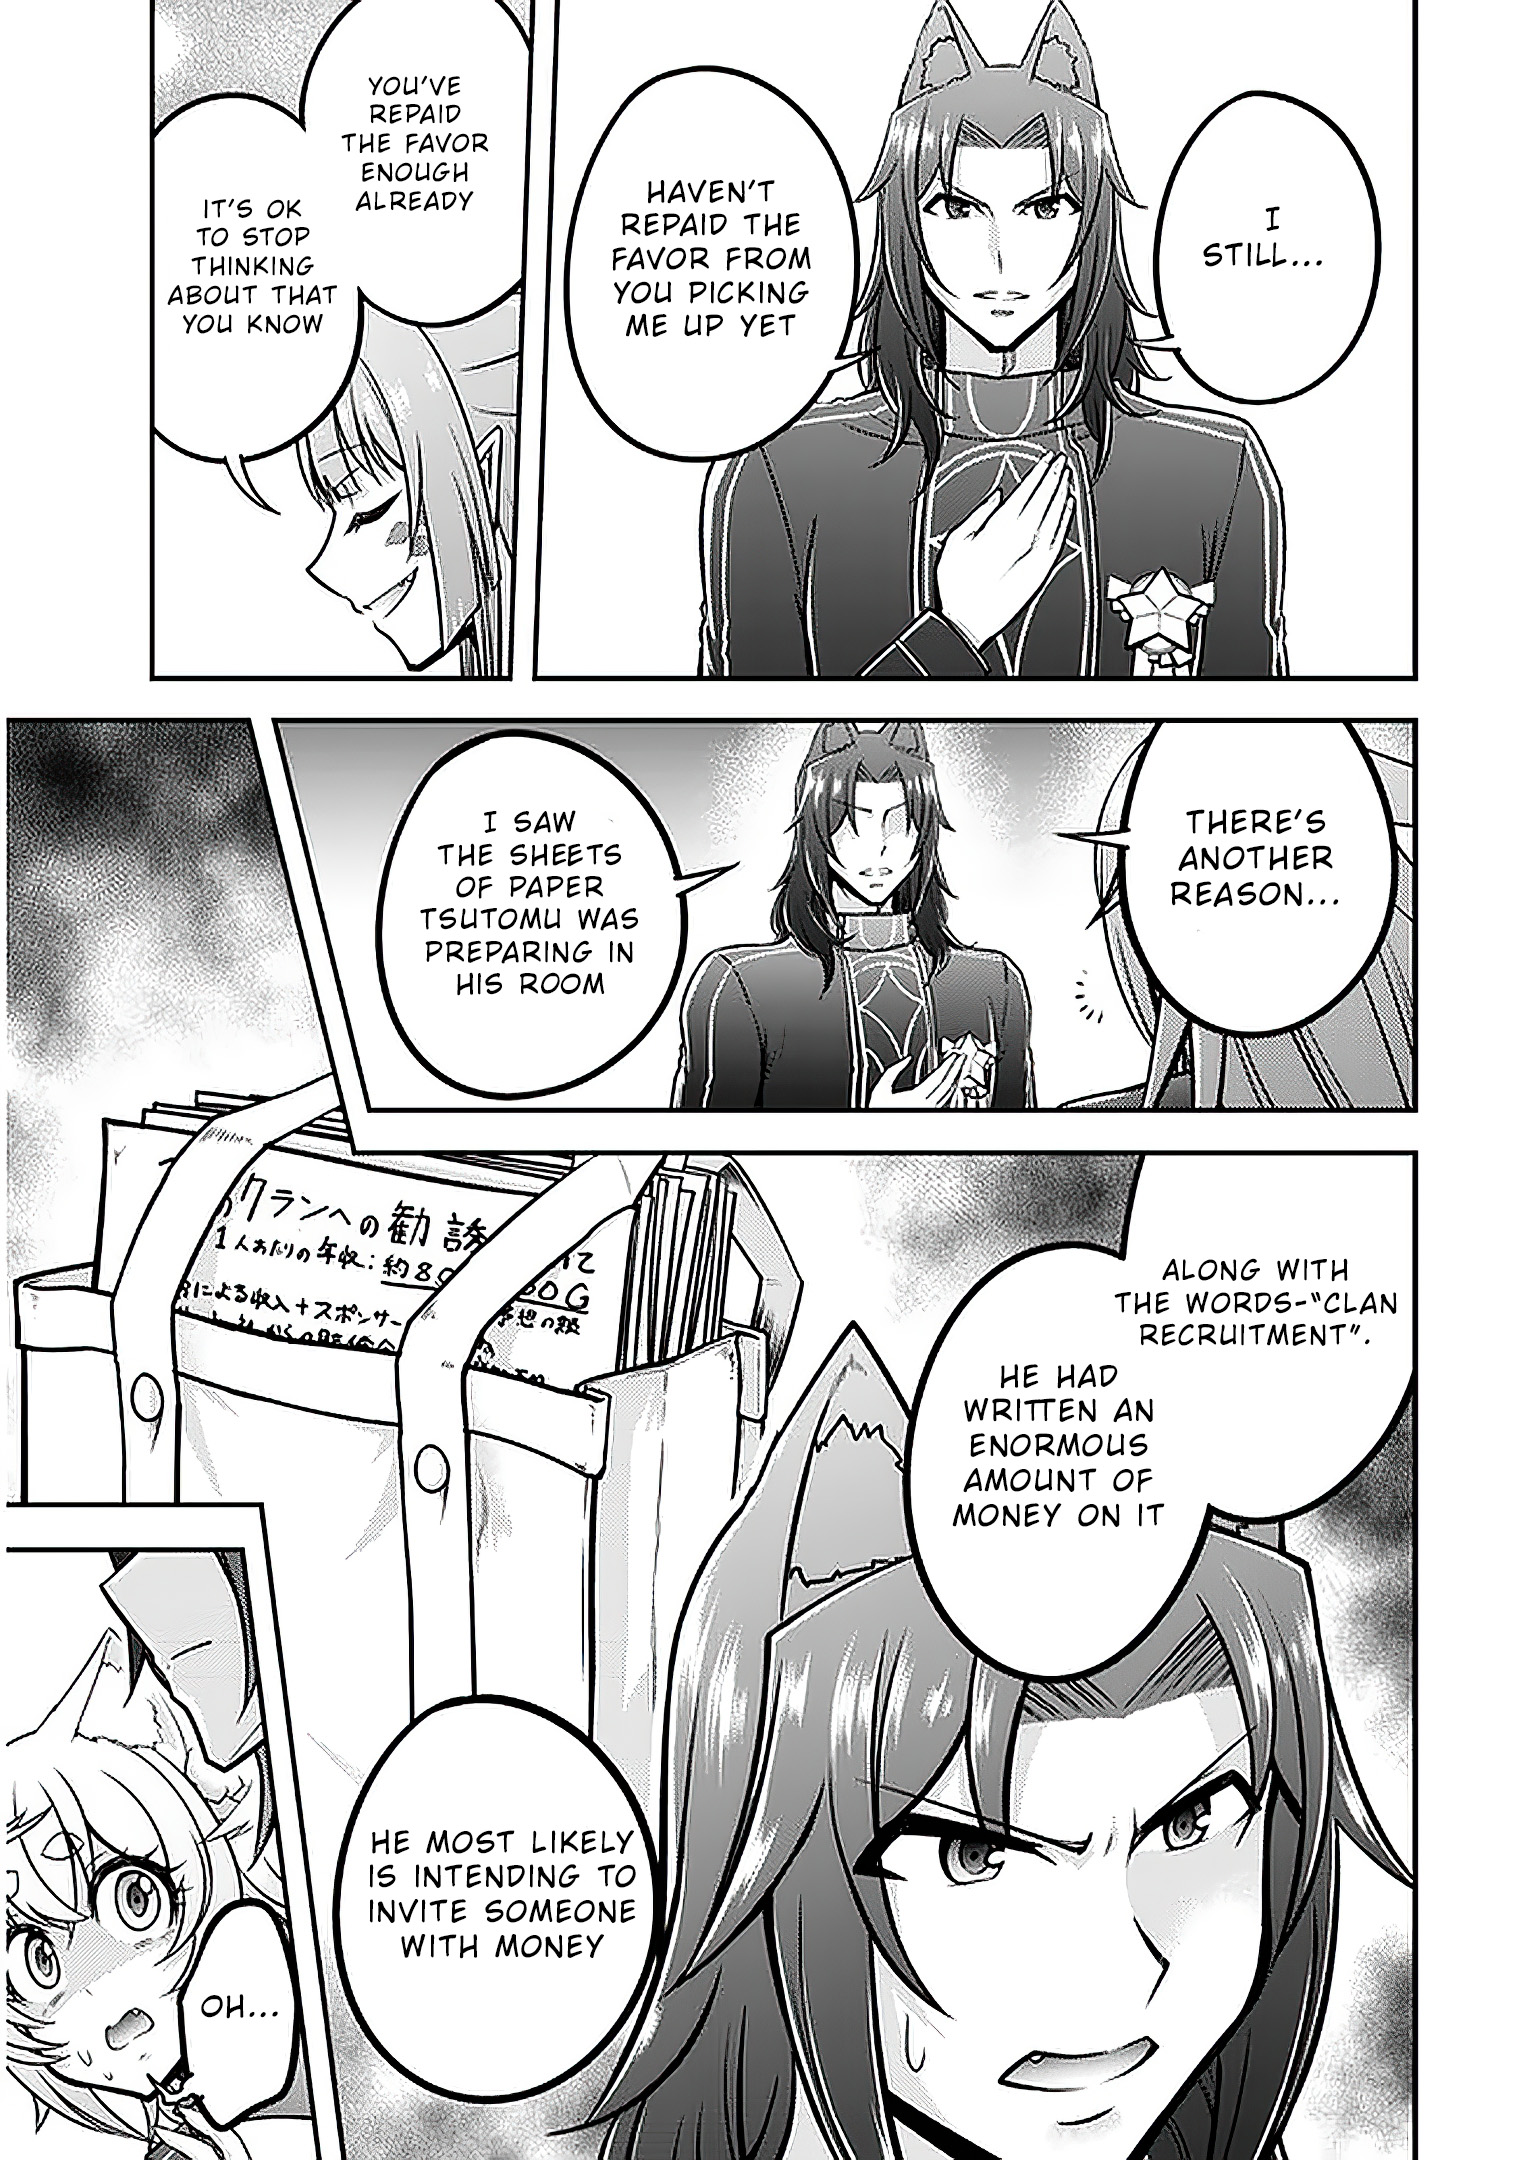 I
STILL...
HAVEN'T
REPAID THE
FAVOR FROM
YOU PICKING
ME UP YET
YOU'VE
REPAID
THE FAVOR
ENOUGH
ALREADY
IT'S OK
TO STOP
THINKING
ABOUT THAT
YOU KNOW
THERE'S
ANOTHER
REASON...
I SAW
THE SHEETS
OF PAPER
TSUTOMU WAS
PREPARING IN
HIS ROOM
ALONG WITH
THE WORDS-"CLAN
RECRUITMENT".
HE HAD
WRITTEN AN
ENORMOUS
AMOUNT OF
MONEY ON IT
クランへの勧誘
1人あたりの年収:約80
00G
による収入+スポンサー
予想の
HE MOST LIKELY
IS INTENDING TO
INVITE SOMEONE
WITH MONEY
OH...